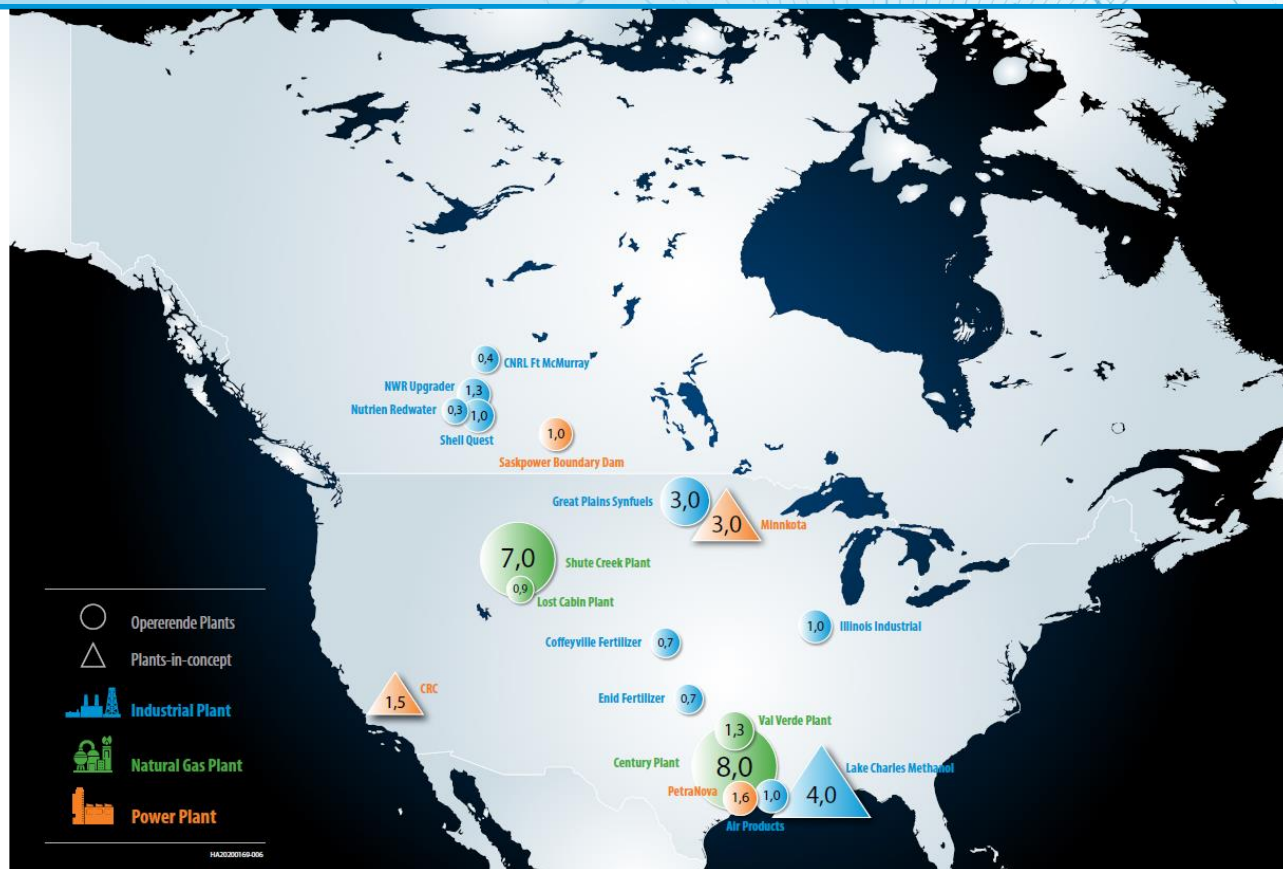 0,4
CNRL Ft McMurray
NWR Upgrader
1,3
Nutrien Redwater
0,3
1,0
Shell Quest
1,0
Saskpower Boundary Dam
Great Plains Synfuels
3,0
3,0
Minnkota
7,0
Shute Creek Plant
0,9
Lost Cabin Plant
Coffeyville Fertilizer
0,7
1,0
Illinois Industrial
CRC
1,5
Enid Fertilizer
0,7
Val Verde Plant
1,3
Century Plant
8,0
Lake Charles Methanol
4,0
PetraNova
1,6
1,0
Air Products
Opererende Plants
Plants-in-concept
Industrial Plant
Natural Gas Plant
Power Plant
HA20200169-006